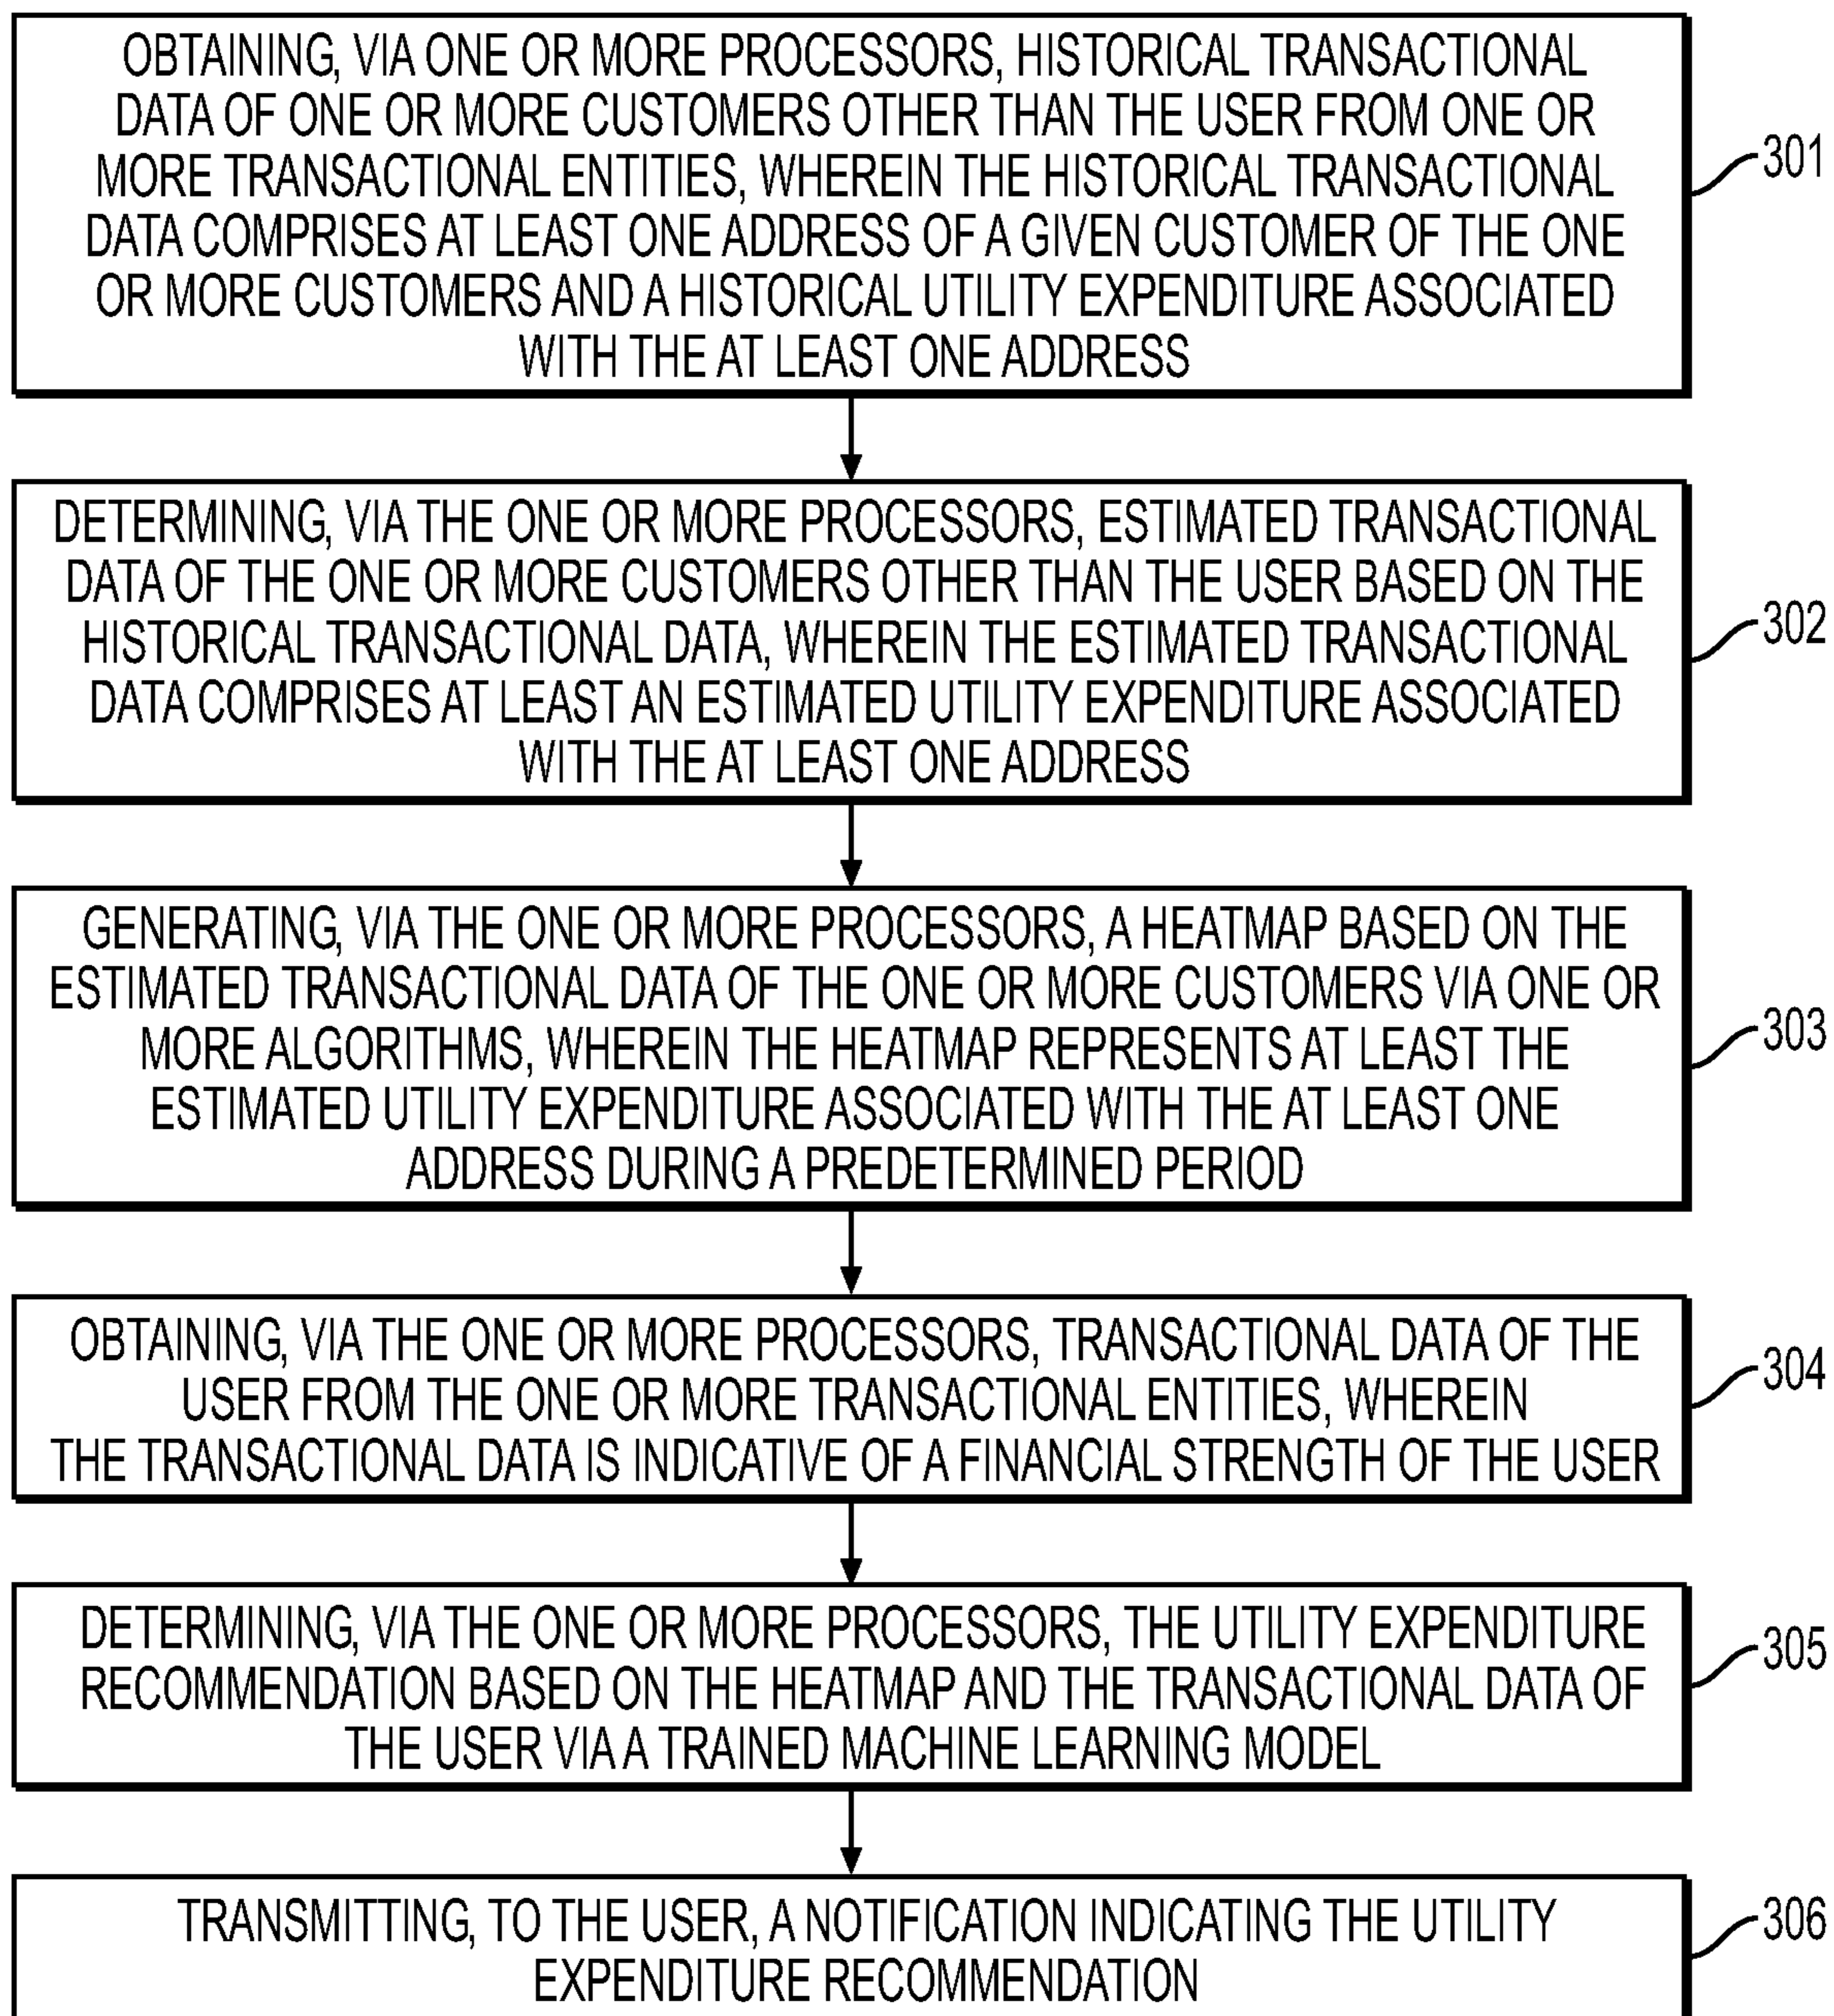 OBTAINING, VIA ONE OR MORE PROCESSORS, HISTORICAL TRANSACTIONAL
DATA OF ONE OR MORE CUSTOMERS OTHER THAN THE USER FROM ONE OR
MORE TRANSACTIONAL ENTITIES, WHEREIN THE HISTORICAL TRANSACTIONAL
DATA COMPRISES AT LEAST ONE ADDRESS OF A GIVEN CUSTOMER OF THE ONE
OR MORE CUSTOMERS AND A HISTORICAL UTILITY EXPENDITURE ASSOCIATED
WITH THE AT LEAST ONE ADDRESS
301
DETERMINING, VIA THE ONE OR MORE PROCESSORS, ESTIMATED TRANSACTIONAL
DATA OF THE ONE OR MORE CUSTOMERS OTHER THAN THE USER BASED ON THE
HISTORICAL TRANSACTIONAL DATA, WHEREIN THE ESTIMATED TRANSACTIONAL
DATA COMPRISES AT LEAST AN ESTIMATED UTILITY EXPENDITURE ASSOCIATED
WITH THE AT LEAST ONE ADDRESS
302
GENERATING, VIA THE ONE OR MORE PROCESSORS, A HEATMAP BASED ON THE
ESTIMATED TRANSACTIONAL DATA OF THE ONE OR MORE CUSTOMERS VIA ONE OR
MORE ALGORITHMS, WHEREIN THE HEATMAP REPRESENTS AT LEAST THE
ESTIMATED UTILITY EXPENDITURE ASSOCIATED WITH THE AT LEAST ONE
ADDRESS DURING A PREDETERMINED PERIOD
303
OBTAINING, VIA THE ONE OR MORE PROCESSORS, TRANSACTIONAL DATA OF THE
USER FROM THE ONE OR MORE TRANSACTIONAL ENTITIES, WHEREIN
THE TRANSACTIONAL DATA IS INDICATIVE OF A FINANCIAL STRENGTH OF THE USER
304
DETERMINING, VIA THE ONE OR MORE PROCESSORS, THE UTILITY EXPENDITURE
RECOMMENDATION BASED ON THE HEATMAP AND THE TRANSACTIONAL DATA OF
THE USER VIA A TRAINED MACHINE LEARNING MODEL
305
TRANSMITTING, TO THE USER, A NOTIFICATION INDICATING THE UTILITY
EXPENDITURE RECOMMENDATION
306